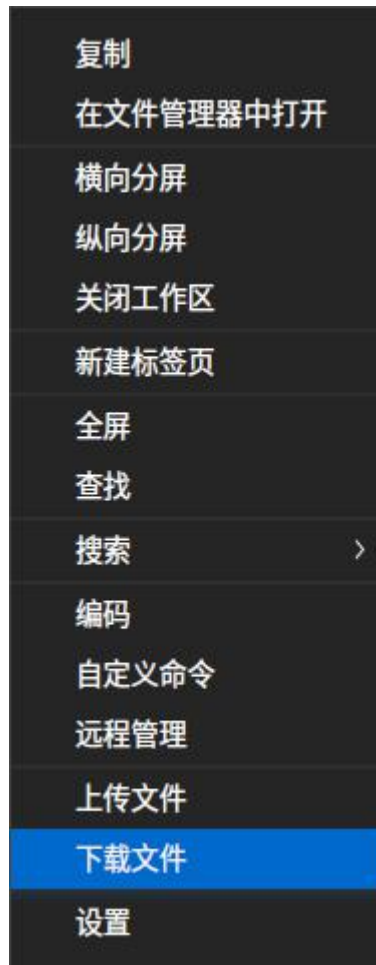 复制
在文件管理器中打开
横向分屏
纵向分屏
关闭工作区
新建标签页
全屏
查找
搜索
编码
自定义命令
远程管理
上传文件
下载文件
设置